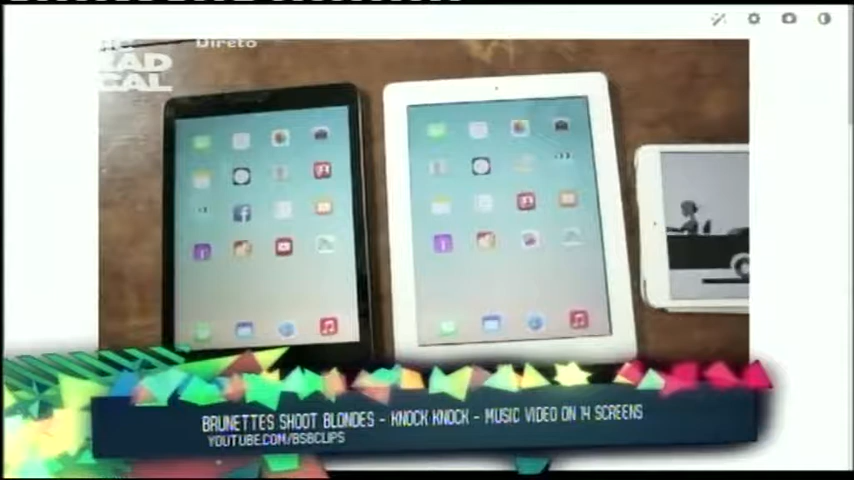 Direto
BRUNETTES SHOOT BLONDES - KNOCK KNOCK - MUSIC VIDEO ON 14 SCREENS
YOUTUBE.COM/BSBCLIPS